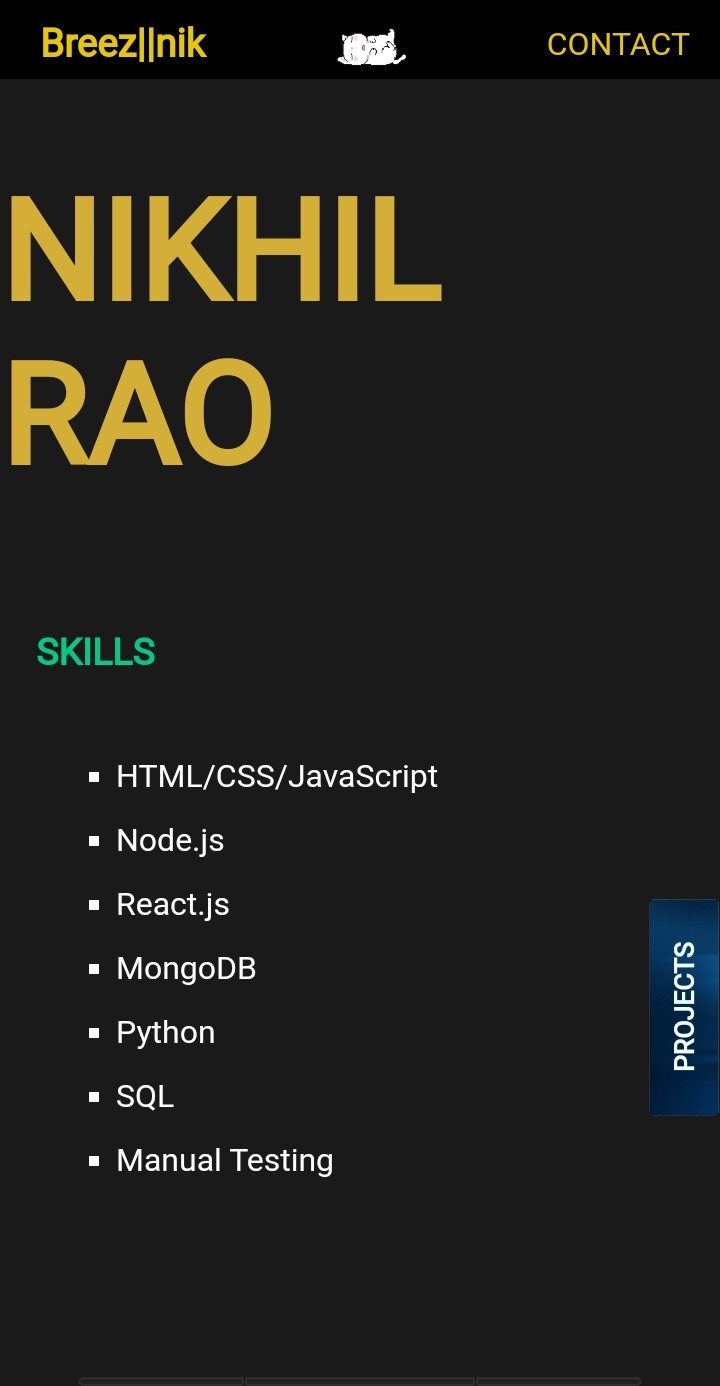 Breez||nik
CONTACT
NIKHIL
RAO
SKILLS
HTML/CSS/JavaScript
Node.js
React.js
MongoDB
Python
SQL
Manual Testing
PROJECTS